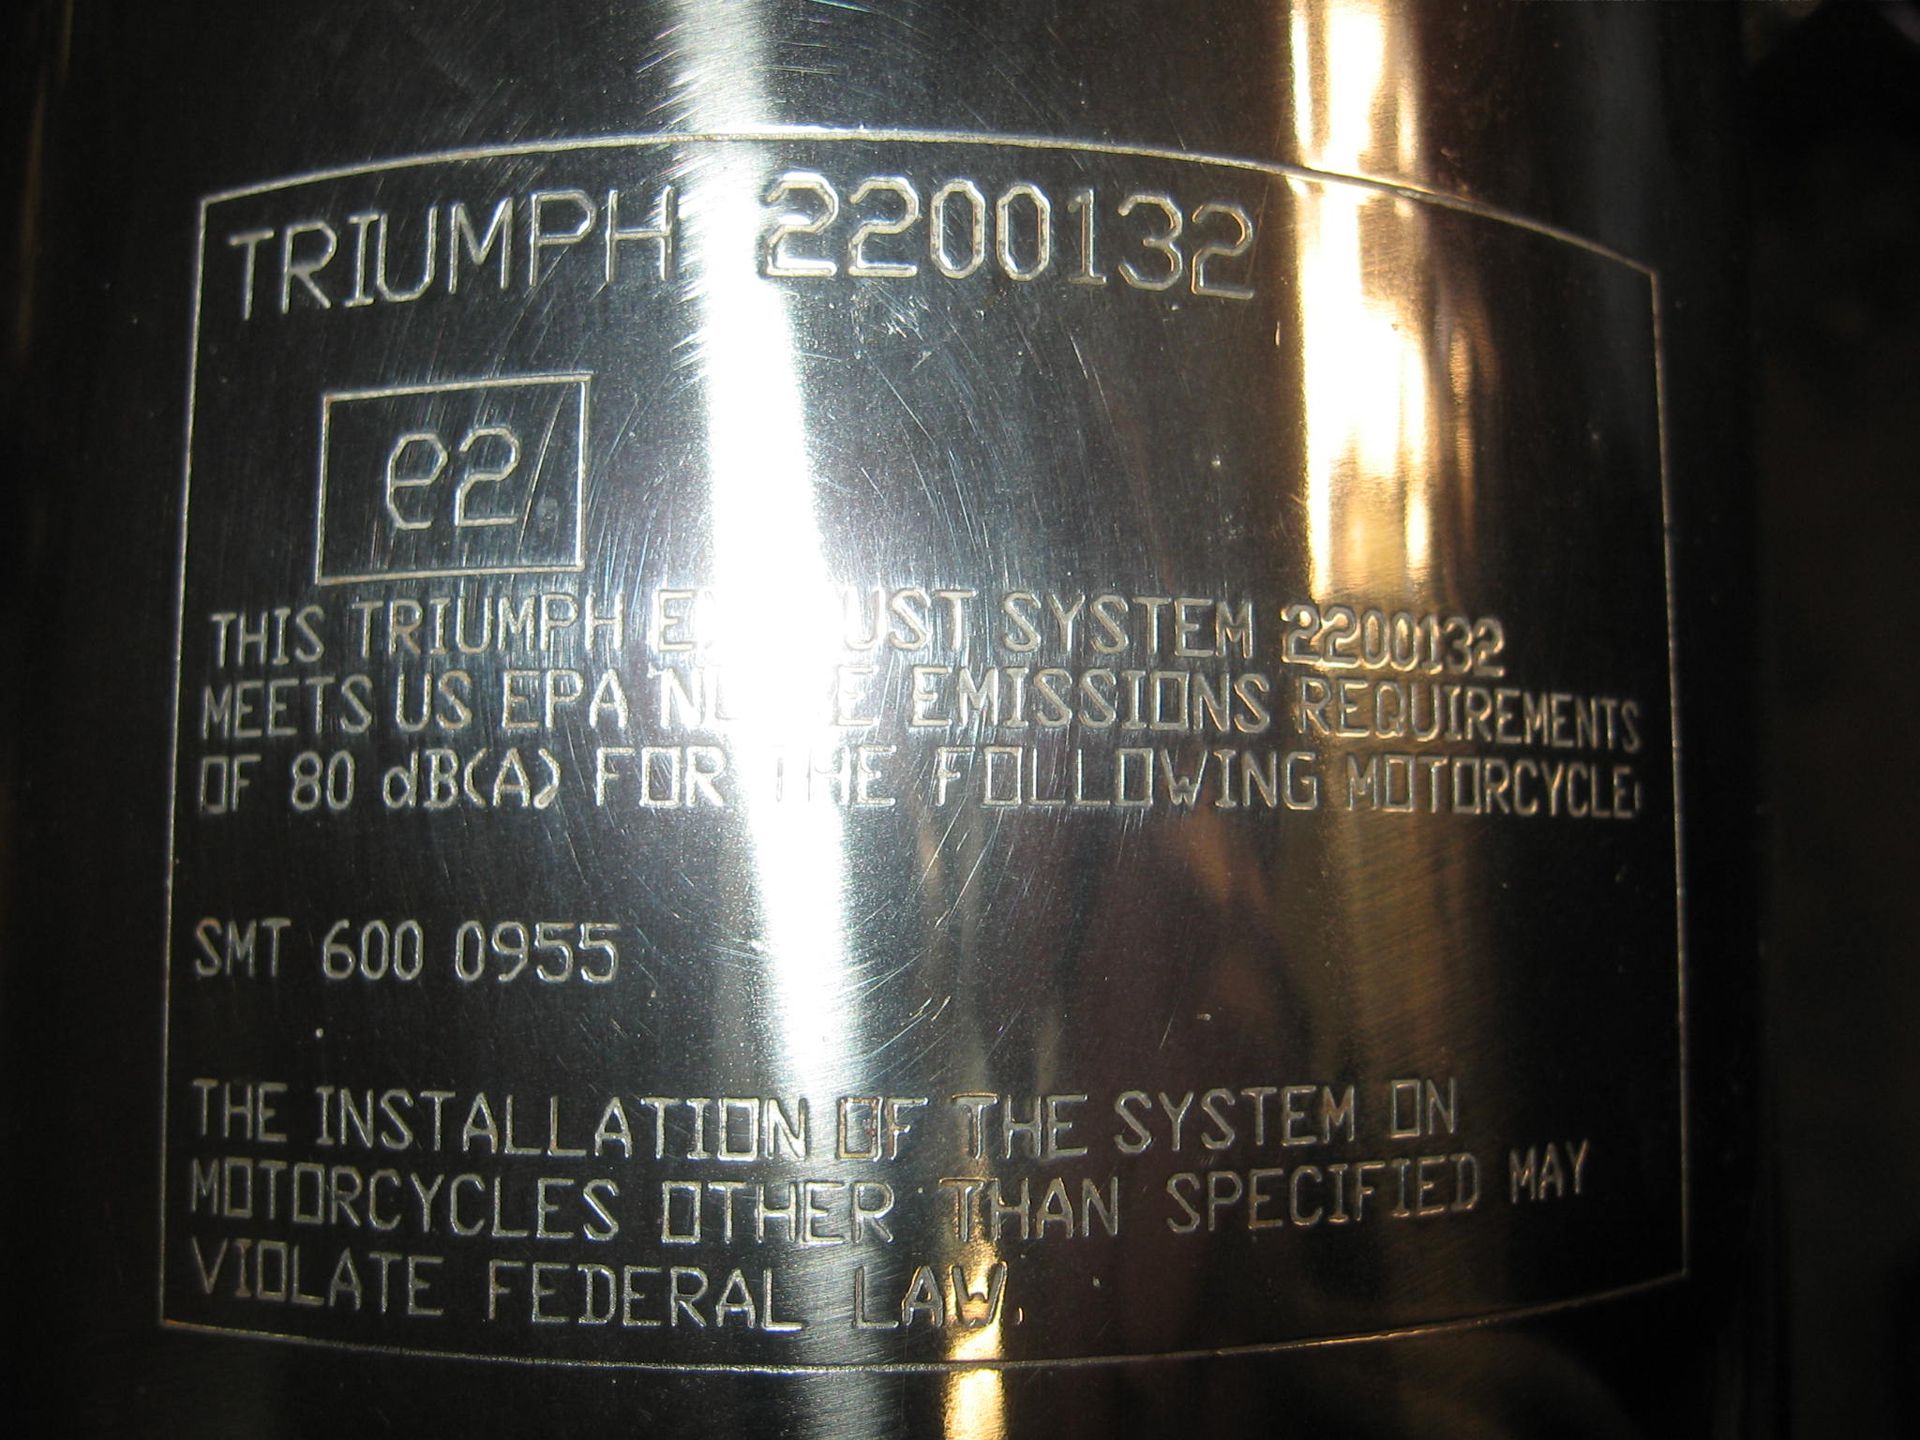 TRIUMPH 2200132
e2
THIS TRIUMPH EXHAUST SYSTEM 2200132
MEETS US EPA NOISE EMISSIONS REQUIREMENTS
OF 80 dB(A) FOR THE FOLLOWING MOTORCYCLE:
SMT 600 0955
THE INSTALLATION OF THE SYSTEM ON
MOTORCYCLES OTHER THAN SPECIFIED MAY
VIOLATE FEDERAL LAW.